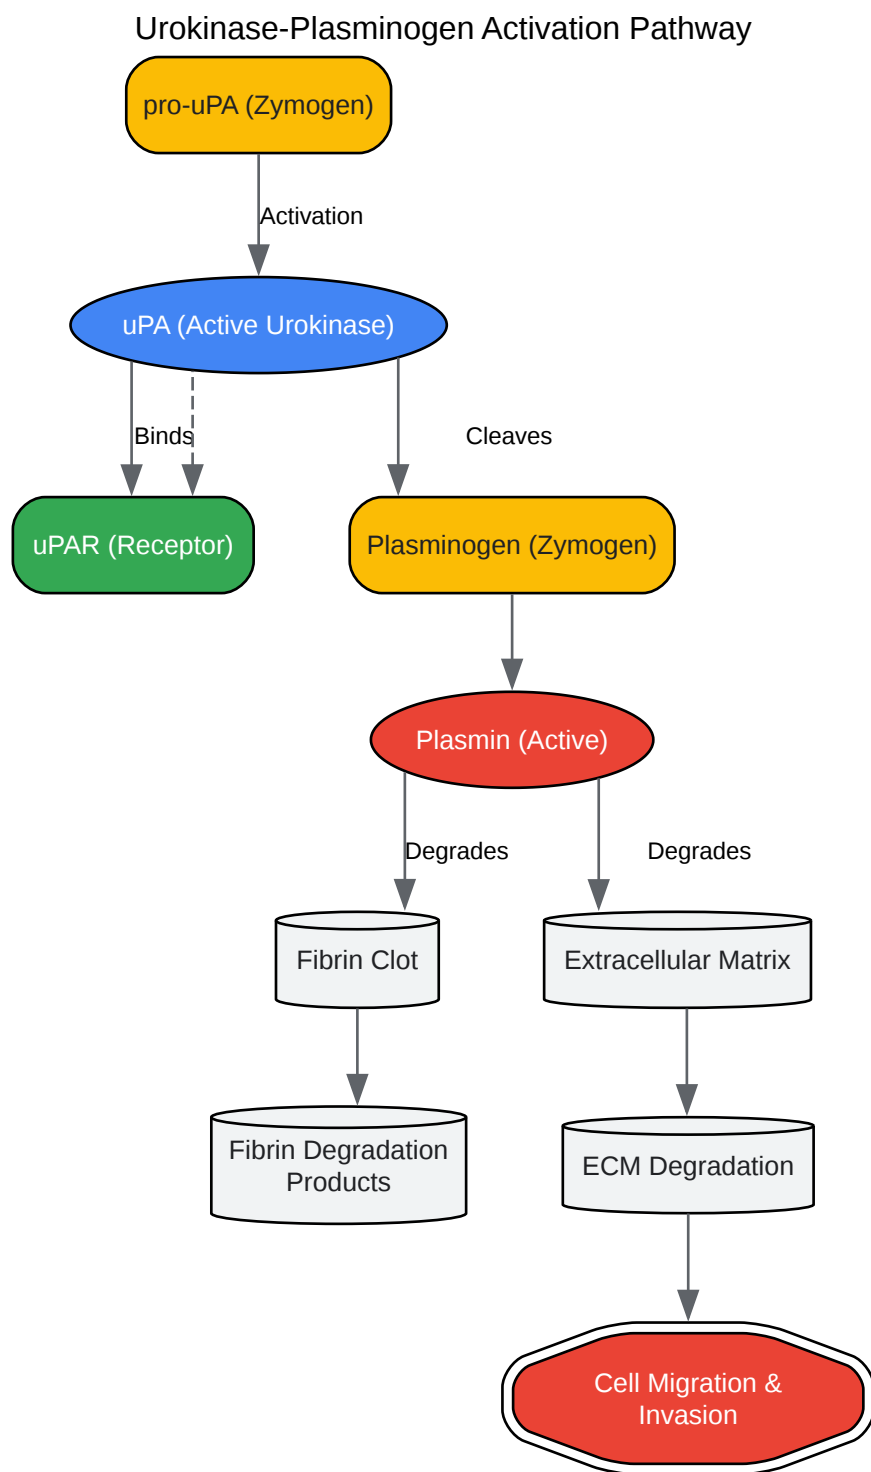 Urokinase-Plasminogen Activation Pathway
pro-uPA (Zymogen)
Activation
uPA (Active Urokinase)
Binds
Cleaves
uPAR (Receptor)
Plasminogen (Zymogen)
Plasmin (Active)
Degrades
Degrades
Fibrin Clot
Extracellular Matrix
Fibrin Degradation
Products
ECM Degradation
Cell Migration &
Invasion